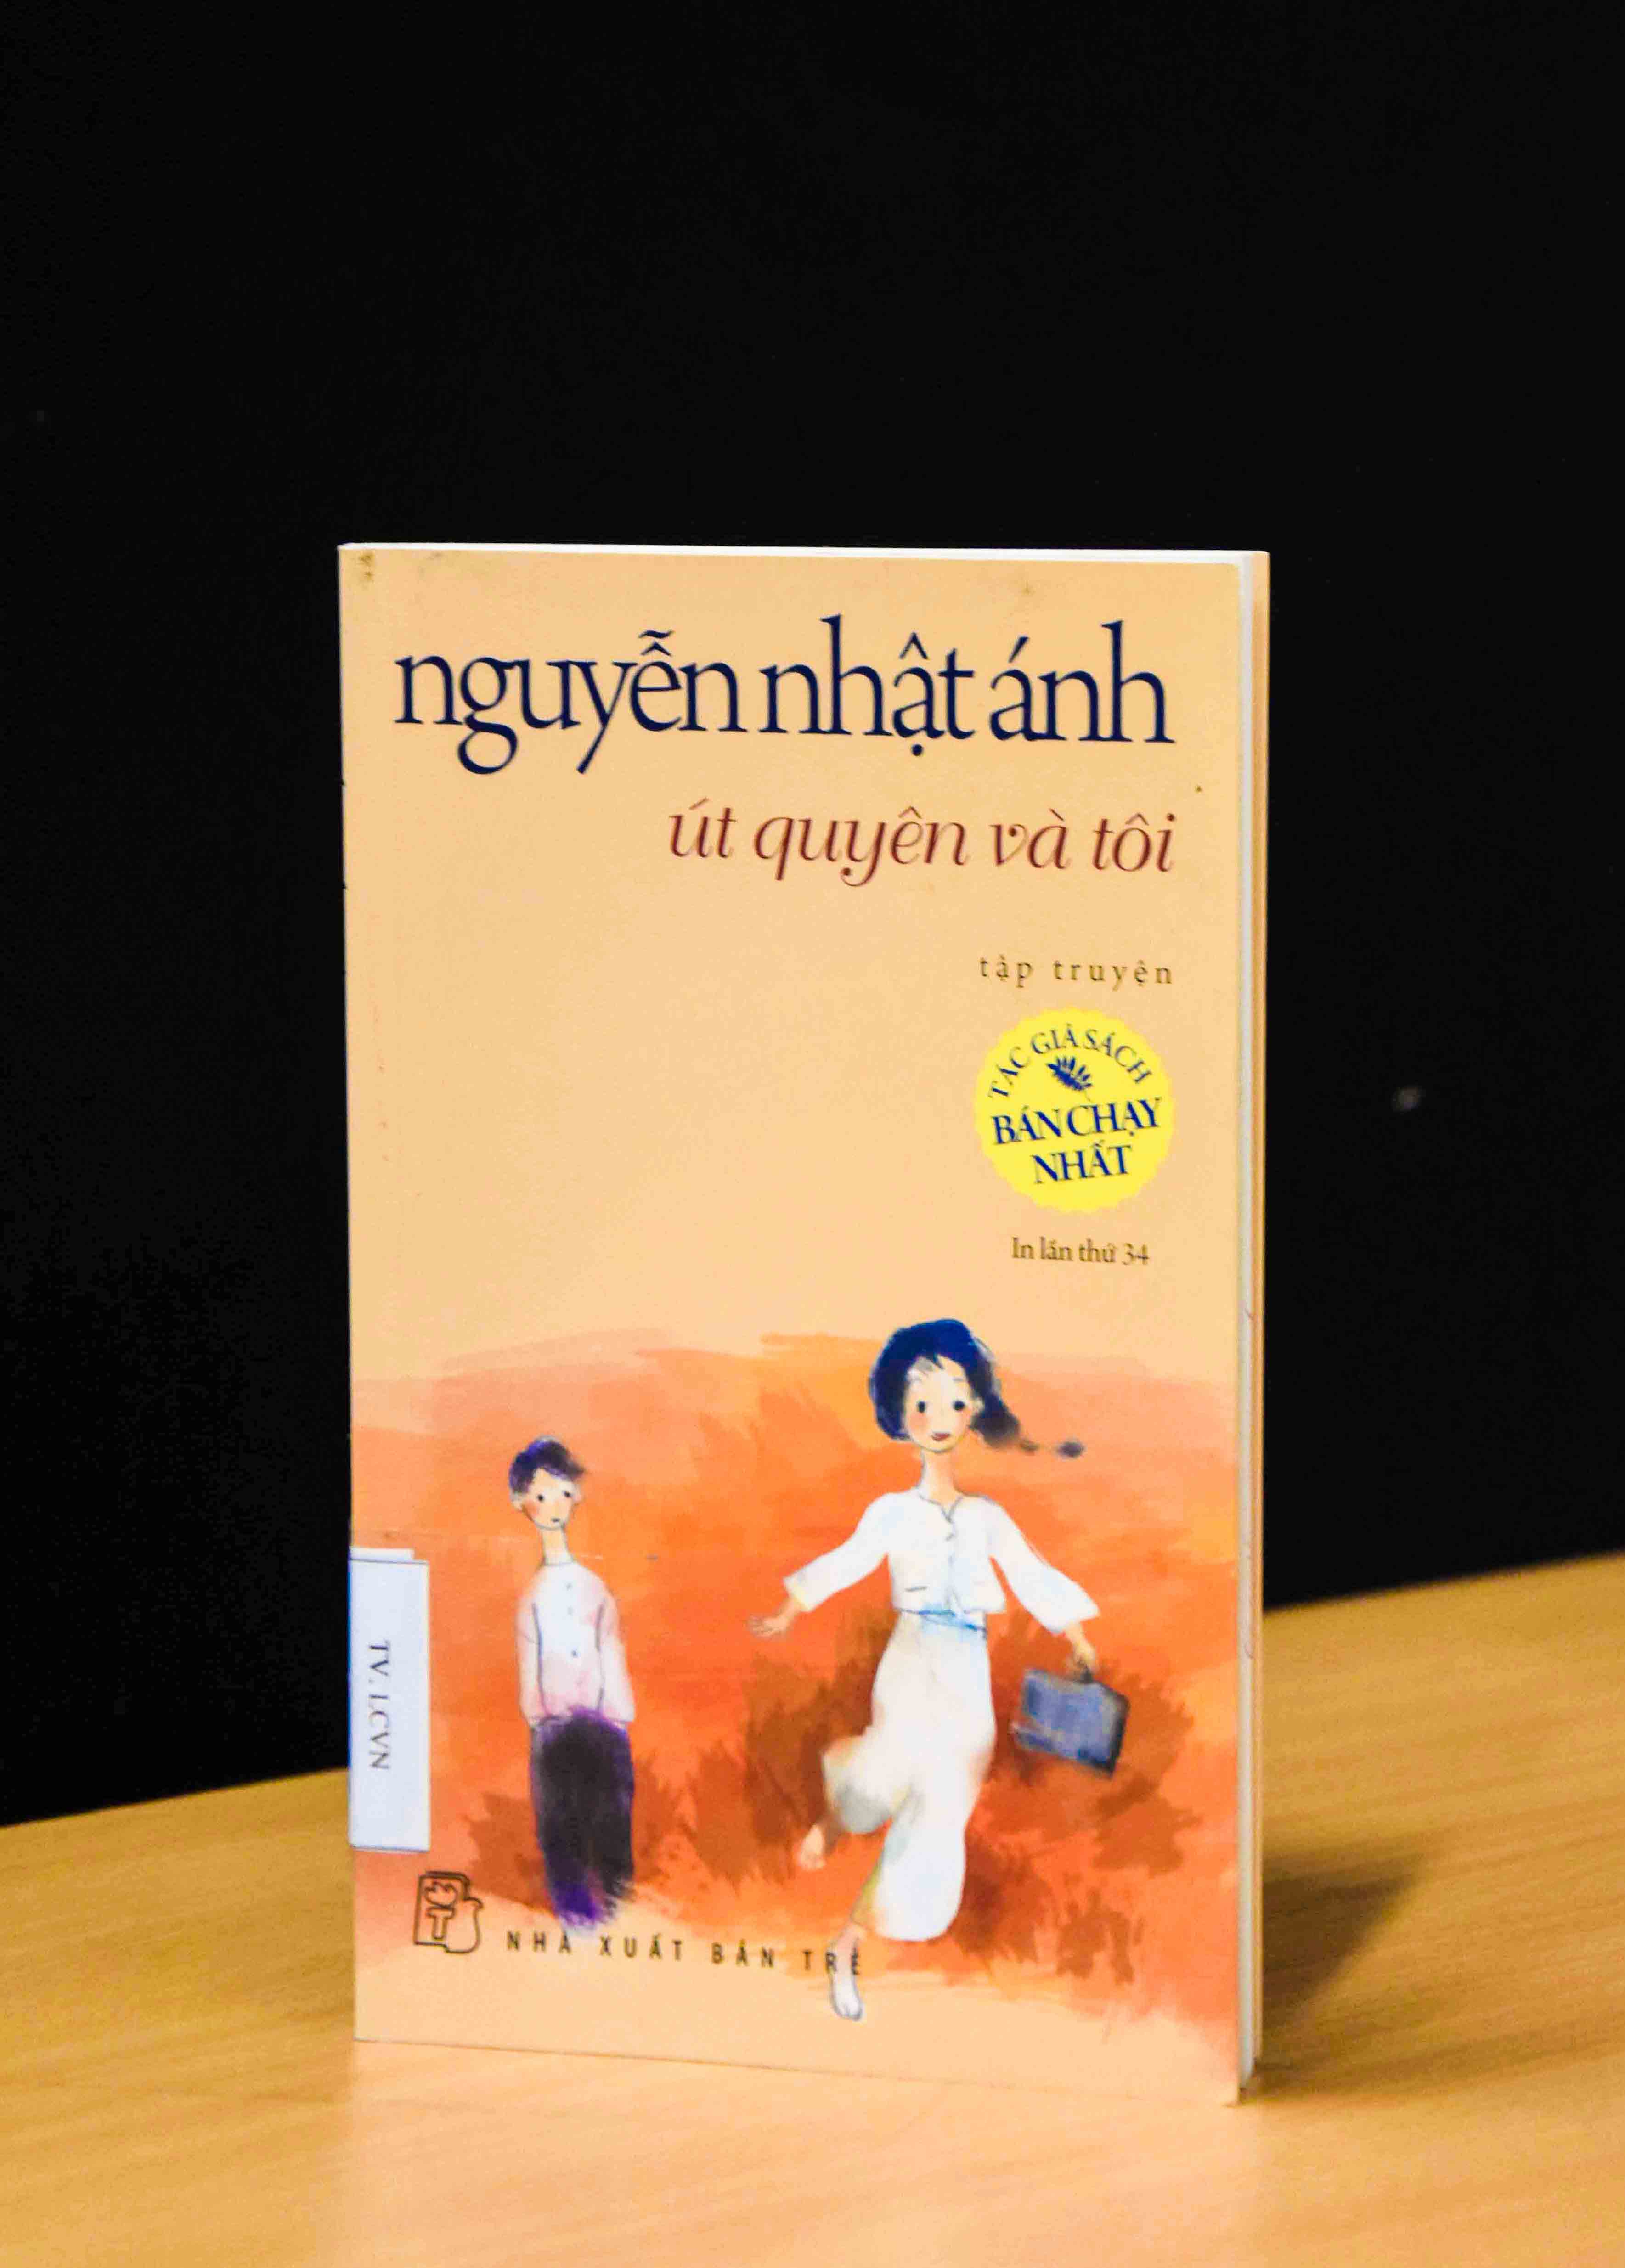 nguyễn nhật ánh
út quyên và tôi
tập truyện
TÁC GIẢ SÁCH
BÁN CHẠY
NHẤT
In lần thứ 34
TV. LCVN
NHÀ XUẤT BẢN TRẺ